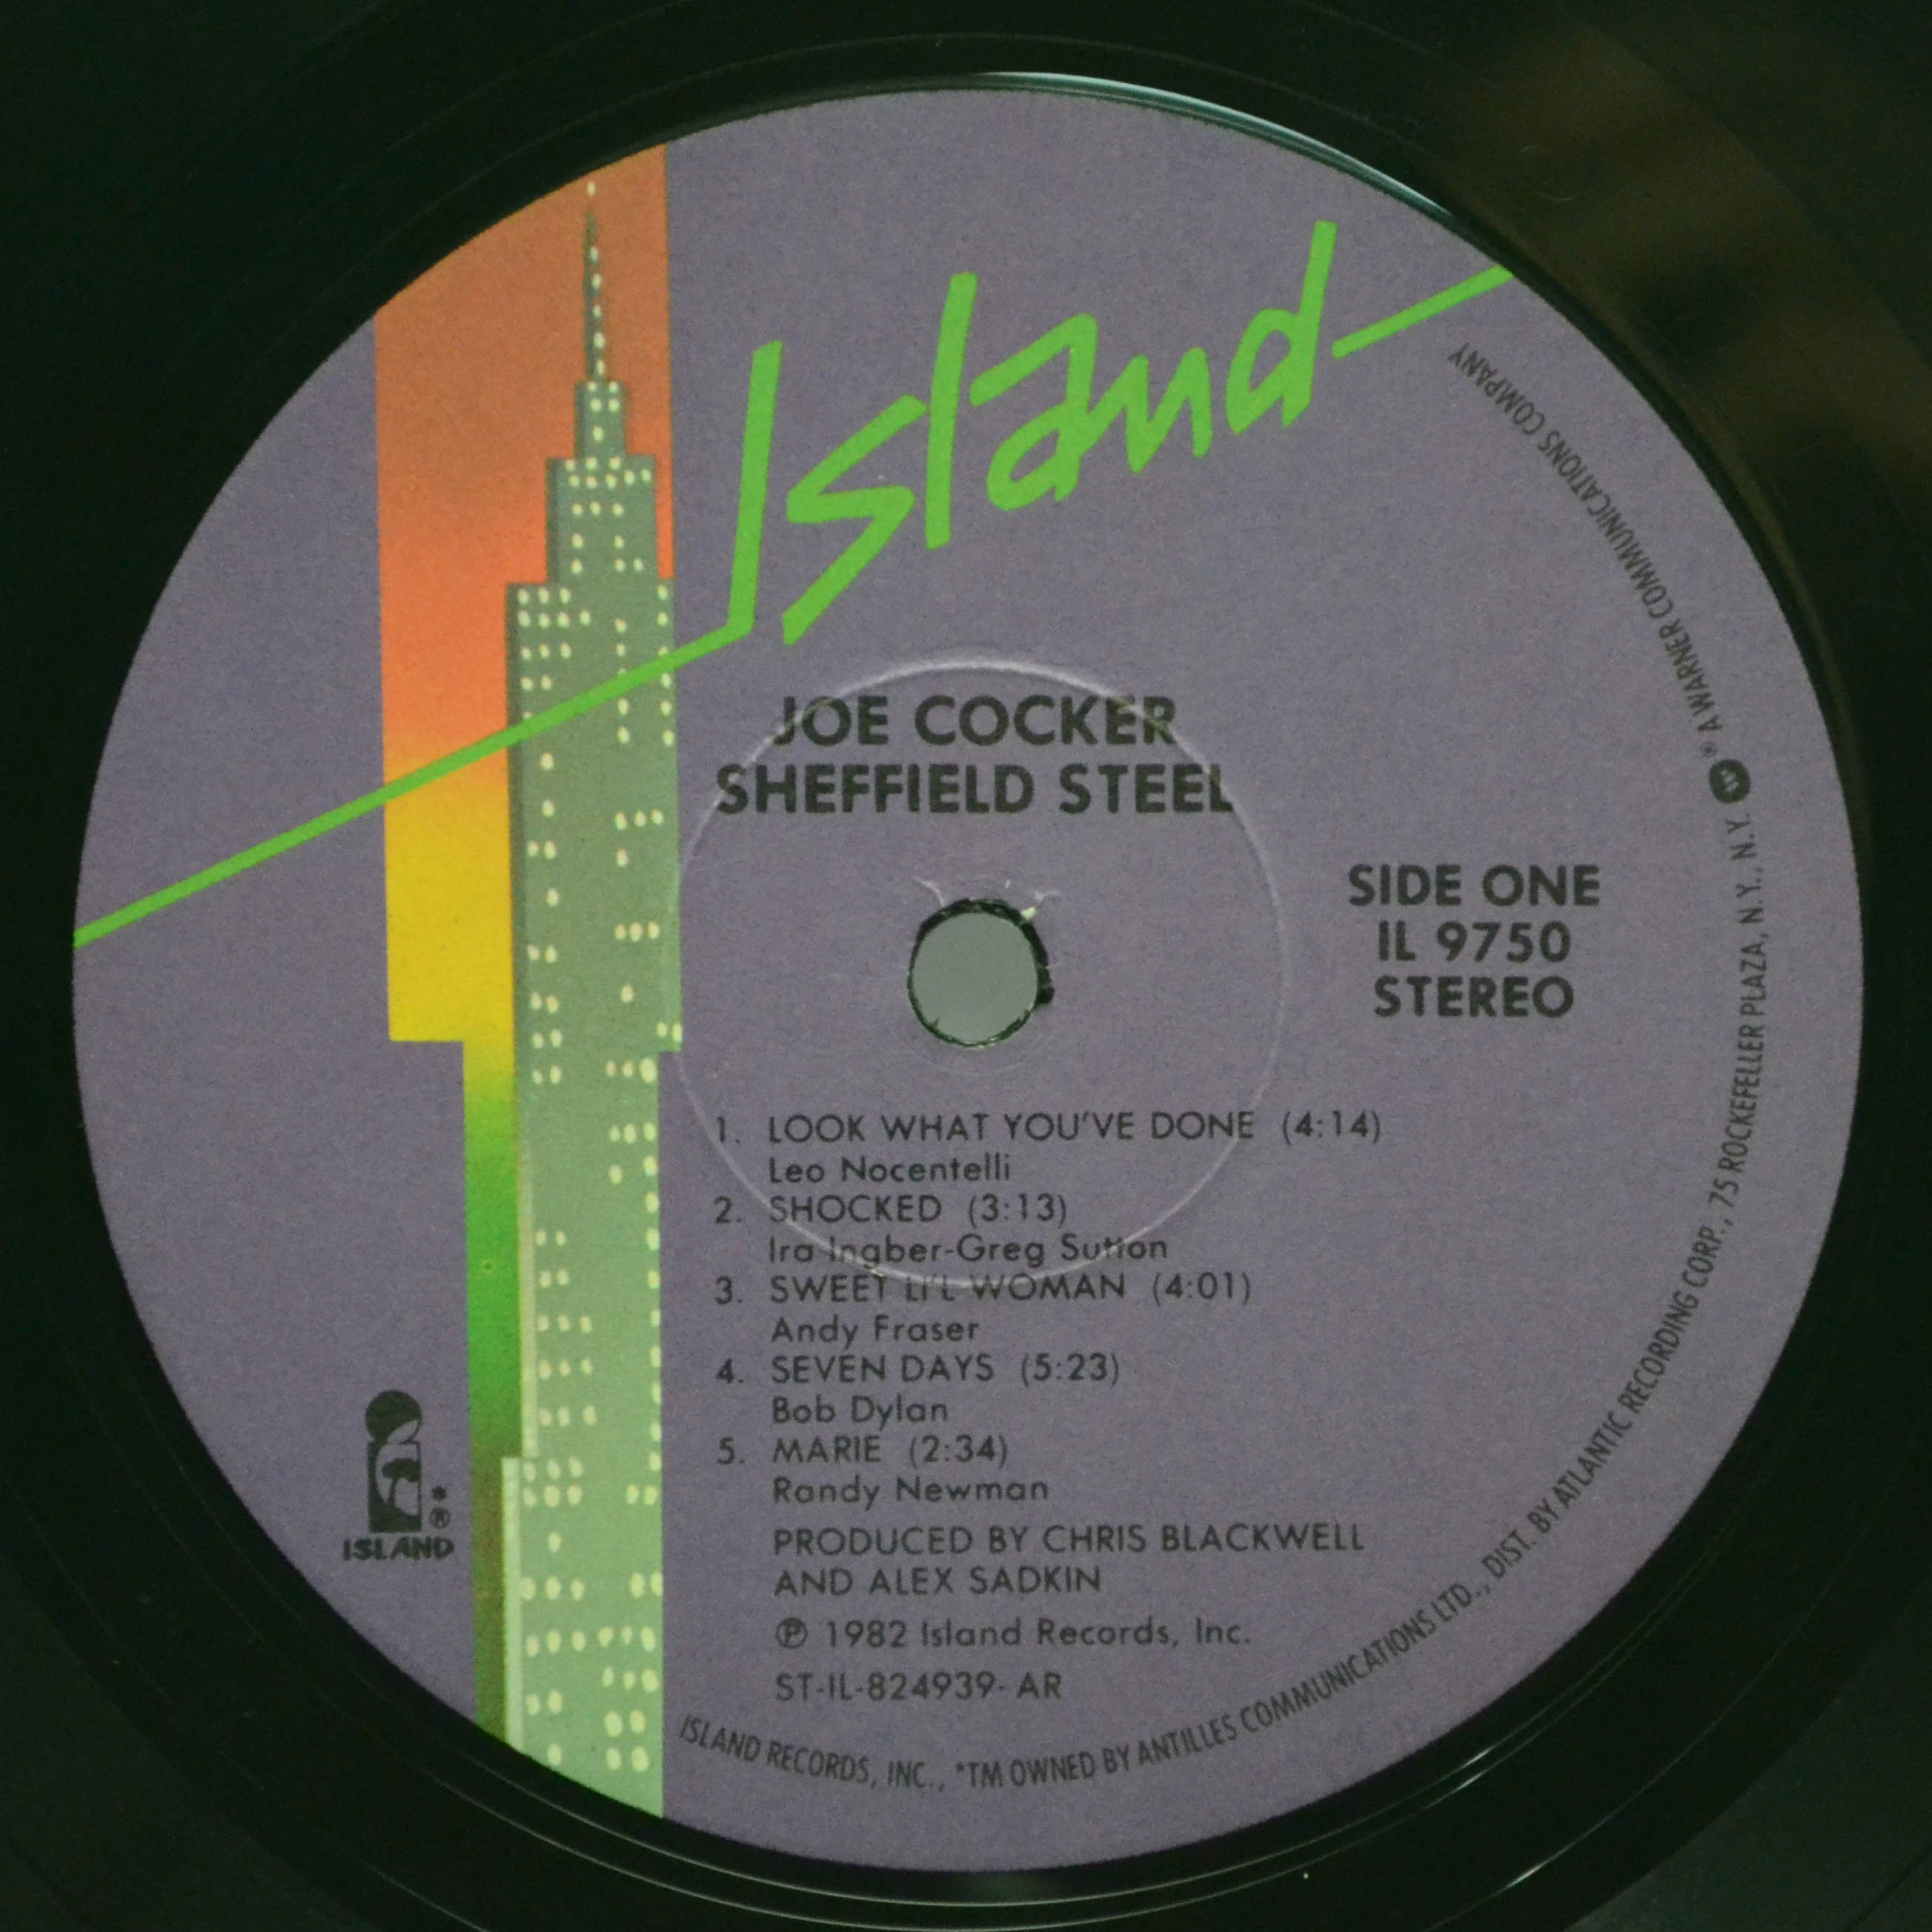 Island
JOE COCKER
SHEFFIELD STEEL
SIDE ONE
IL 9750
STEREO
1. LOOK WHAT YOU'VE DONE (4:14)
Leo Nocentelli
2. SHOCKED (3:13)
Ira Ingber-Greg Sutton
3. SWEET LI'L WOMAN (4:01)
Andy Fraser
4. SEVEN DAYS (5:23)
Bob Dylan
5. MARIE (2:34)
Randy Newman
PRODUCED BY CHRIS BLACKWELL
AND ALEX SADKIN
℗ 1982 Island Records, Inc.
ST-IL-824939-AR
*®
ISLAND
ISLAND RECORDS, INC., *TM OWNED BY ANTILLES COMMUNICATIONS LTD., DIST. BY ATLANTIC RECORDING CORP., 75 ROCKEFELLER PLAZA, N.Y., N.Y. ® A WARNER COMMUNICATIONS COMPANY